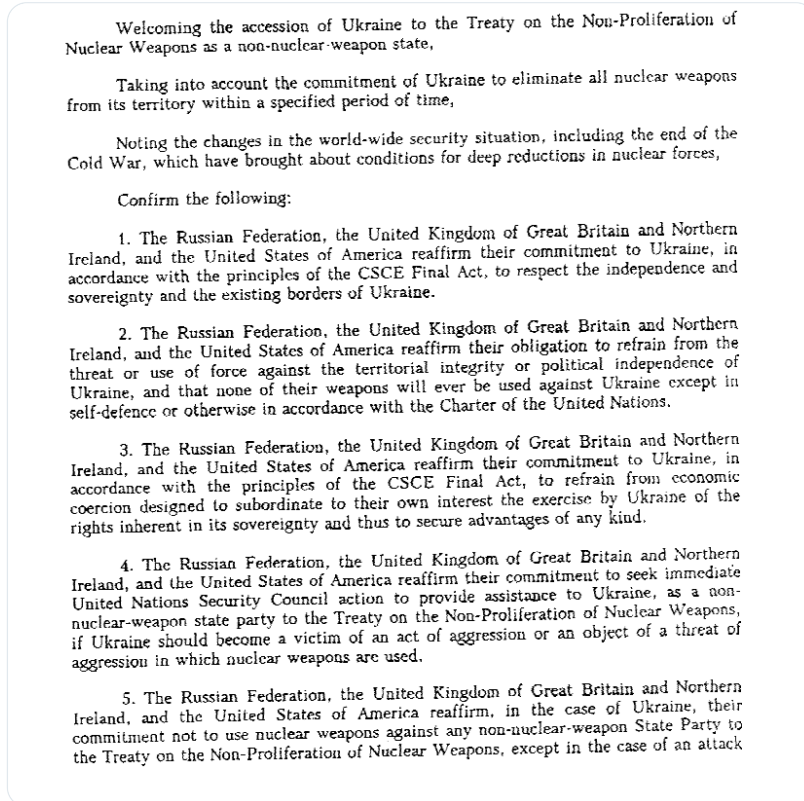 Welcoming the accession of Ukraine to the Treaty on the Non-Proliferation of
Nuclear Weapons as a non-nuclear-weapon state,
Taking into account the commitment of Ukraine to eliminate all nuclear weapons
from its territory within a specified period of time,
Noting the changes in the world-wide security situation, including the end of the
Cold War, which have brought about conditions for deep reductions in nuclear forces,
Confirm the following:
1. The Russian Federation, the United Kingdom of Great Britain and Northern
Ireland, and the United States of America reaffirm their commitment to Ukraine, in
accordance with the principles of the CSCE Final Act, to respect the independence and
sovereignty and the existing borders of Ukraine.
2. The Russian Federation, the United Kingdom of Great Britain and Northern
Ireland, and the United States of America reaffirm their obligation to refrain from the
threat or use of force against the territorial integrity or political independence of
Ukraine, and that none of their weapons will ever be used against Ukraine except in
self-defence or otherwise in accordance with the Charter of the United Nations.
3. The Russian Federation, the United Kingdom of Great Britain and Northern
Ireland, and the United States of America reaffirm their commitment to Ukraine, in
accordance with the principles of the CSCE Final Act, to refrain from economic
coercion designed to subordinate to their own interest the exercise by Ukraine of the
rights inherent in its sovereignty and thus to secure advantages of any kind.
4. The Russian Federation, the United Kingdom of Great Britain and Northern
Ireland, and the United States of America reaffirm their commitment to seek immediate
United Nations Security Council action to provide assistance to Ukraine, as a non-
nuclear-weapon state party to the Treaty on the Non-Proliferation of Nuclear Weapons,
if Ukraine should become a victim of an act of aggression or an object of a threat of
aggression in which nuclear weapons are used.
5. The Russian Federation, the United Kingdom of Great Britain and Northern
Ireland, and the United States of America reaffirm, in the case of Ukraine, their
commitment not to use nuclear weapons against any non-nuclear-weapon State Party to
the Treaty on the Non-Proliferation of Nuclear Weapons, except in the case of an attack